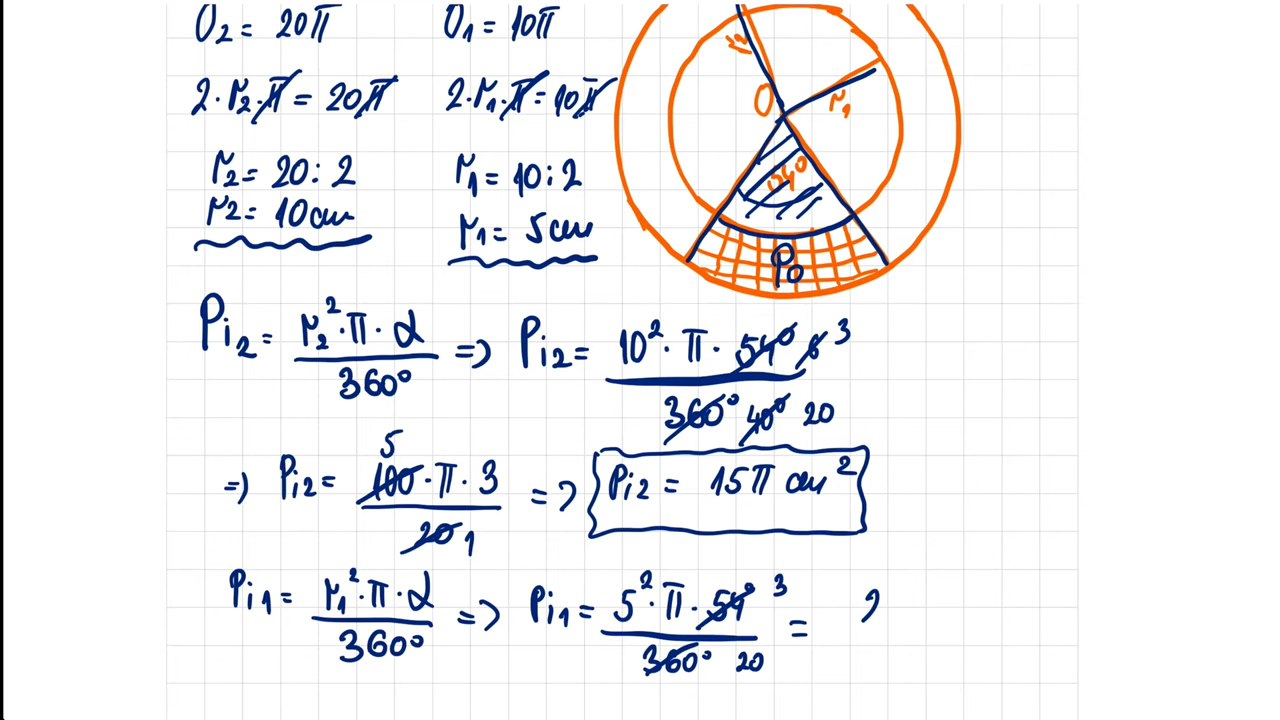 O₂ = 20π O₁ = 10π
2·r₂·π = 20π 2·r₁·π = 10π
r₂ = 20:2 r₁ = 10:2
r₂ = 10cm r₁ = 5cm
r₂ O r₁
54°
P₀
Pi₂ = r₂²·π·α / 360° => Pi₂ = 10²·π·54° 6 3 / 360° 40° 20
=> Pi₂ = 100 5·π·3 / 20 1 => Pi₂ = 15π cm²
Pi₁ = r₁²·π·α / 360° => Pi₁ = 5²·π·54° 3 / 360° 20 =